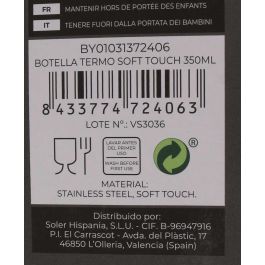 FR MANTENIR HORS DE PORTÉE DES ENFANTS
IT TENERE FUORI DALLA PORTATA DEI BAMBINI
BY01031372406
BOTELLA TERMO SOFT TOUCH 350ML
8 433774 724063
LOTE Nº.: VS3036
LAVAR ANTES
DEL PRIMER
USO
WASH BEFORE
FIRST USE
MATERIAL:
STAINLESS STEEL, SOFT TOUCH.
Distribuido por:
Soler Hispania, S.L.U. - CIF. B-96947916
P.I. El Carrascot - Avda. del Plàstic, 17
46850 L'Olleria, Valencia (Spain)